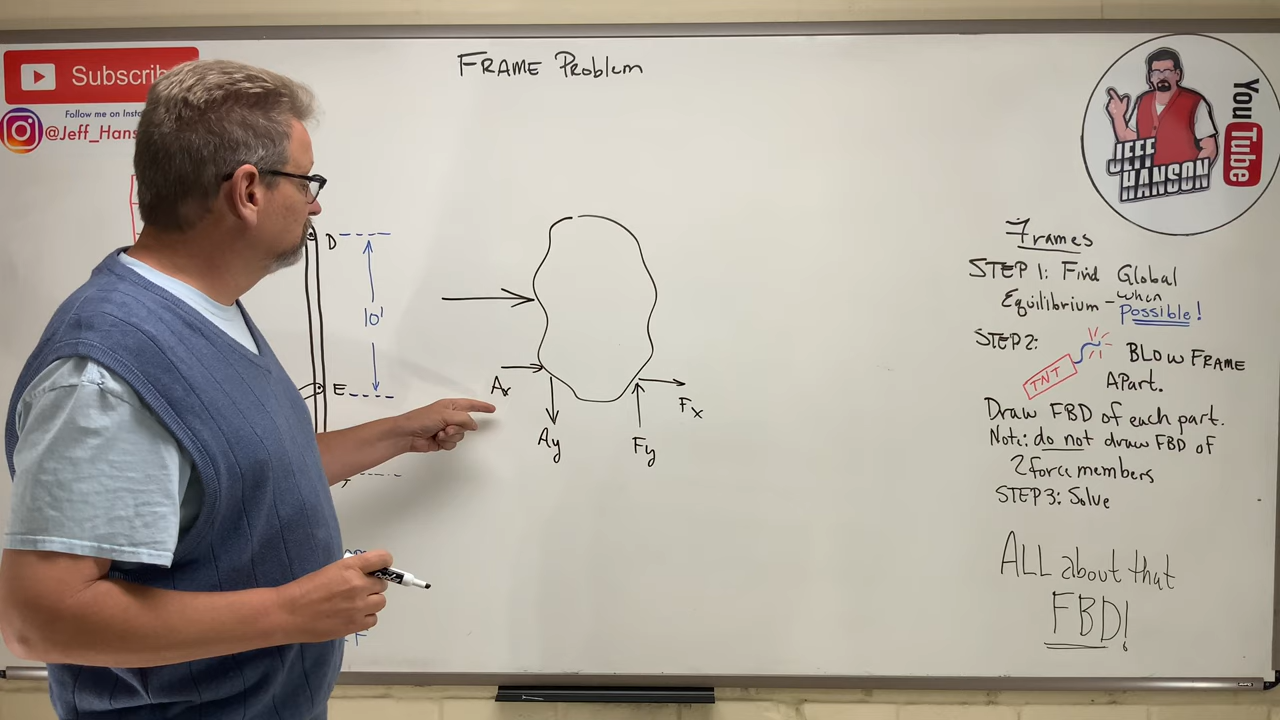 FRAME Problem
Subscrib
Follow me on Insta
@Jeff_Hans
YouTube
JEFF
HANSON
D
10'
E
Ax
Ay
Fx
Fy
F
Frames
STEP 1: Find Global
Equilibrium - when
possible!
STEP 2:
TNT
BLOW FRAME
APart.
Draw FBD of each part.
Note: do not draw FBD of
2 force members
STEP 3: Solve
ALL about that
FBD!